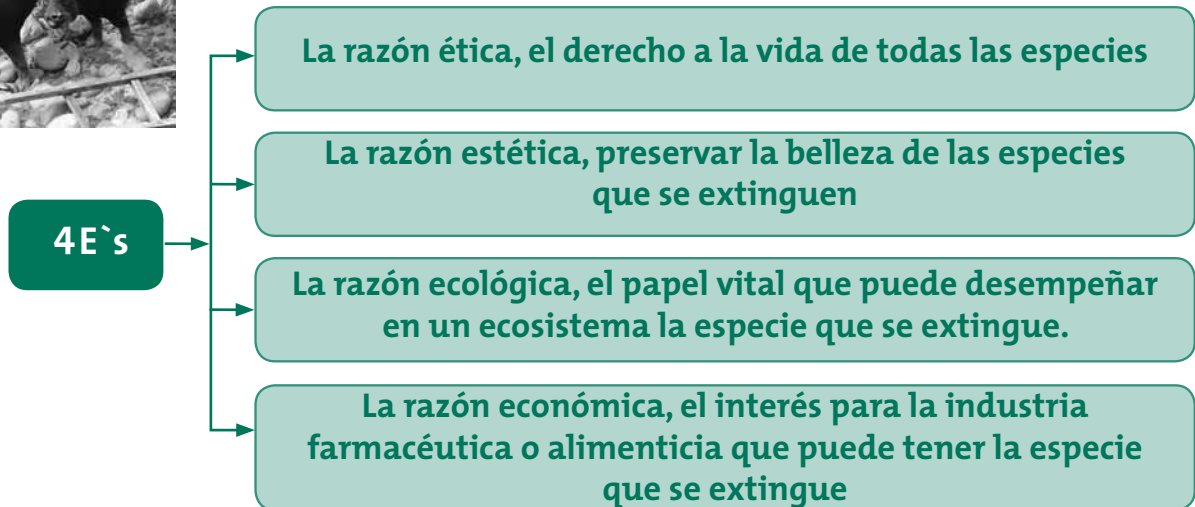 La razón ética, el derecho a la vida de todas las especies
La razón estética, preservar la belleza de las especies
que se extinguen
4E`s
La razón ecológica, el papel vital que puede desempeñar
en un ecosistema la especie que se extingue.
La razón económica, el interés para la industria
farmacéutica o alimenticia que puede tener la especie
que se extingue